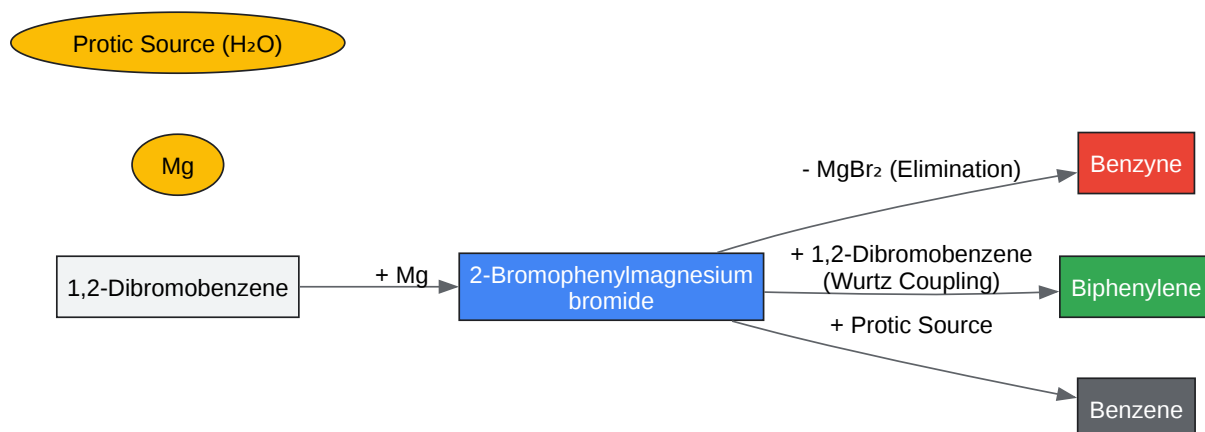 Protic Source (H₂O)
Mg
- MgBr₂ (Elimination)
Benzyne
1,2-Dibromobenzene
+ Mg
2-Bromophenylmagnesium
bromide
+ 1,2-Dibromobenzene
(Wurtz Coupling)
Biphenylene
+ Protic Source
Benzene